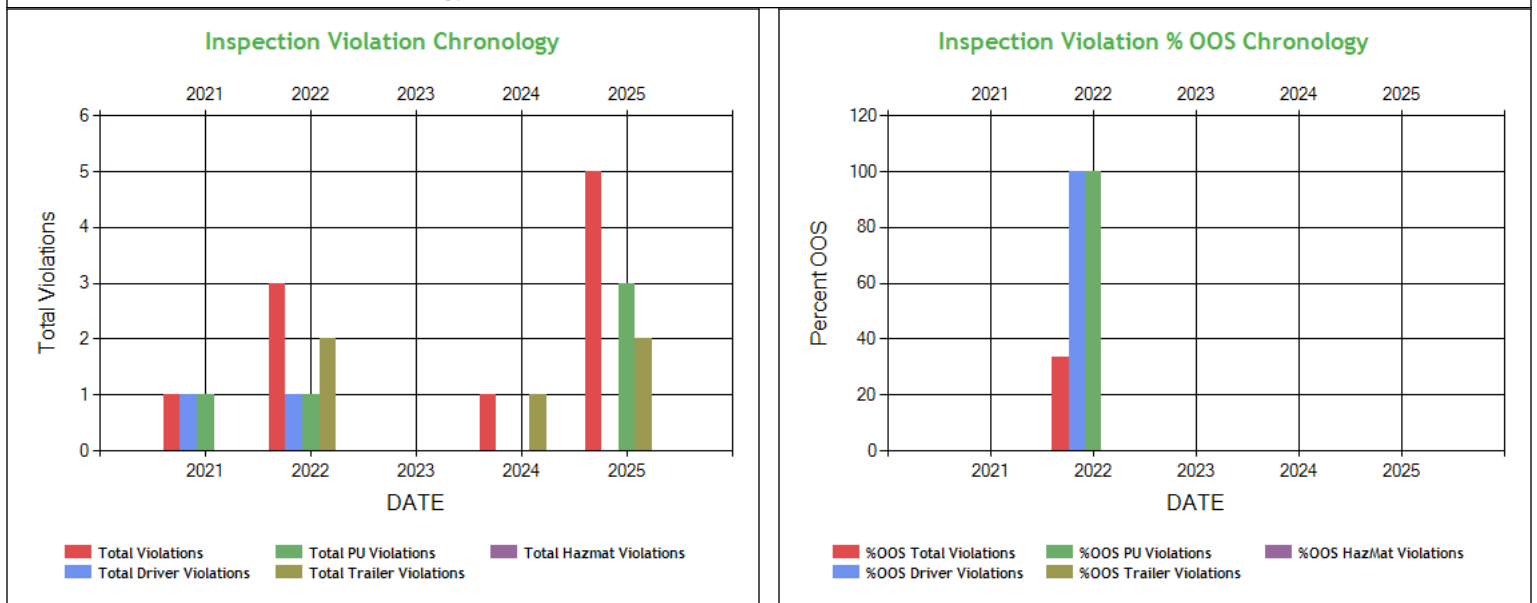 Inspection Violation Chronology
2021 2022 2023 2024 2025
6
5
4
3
2
1
0
Total Violations
2021 2022 2023 2024 2025
DATE
Total Violations Total PU Violations Total Hazmat Violations
Total Driver Violations Total Trailer Violations
Inspection Violation % OOS Chronology
2021 2022 2023 2024 2025
120
100
80
60
40
20
0
Percent OOS
2021 2022 2023 2024 2025
DATE
%OOS Total Violations %OOS PU Violations %OOS HazMat Violations
%OOS Driver Violations %OOS Trailer Violations